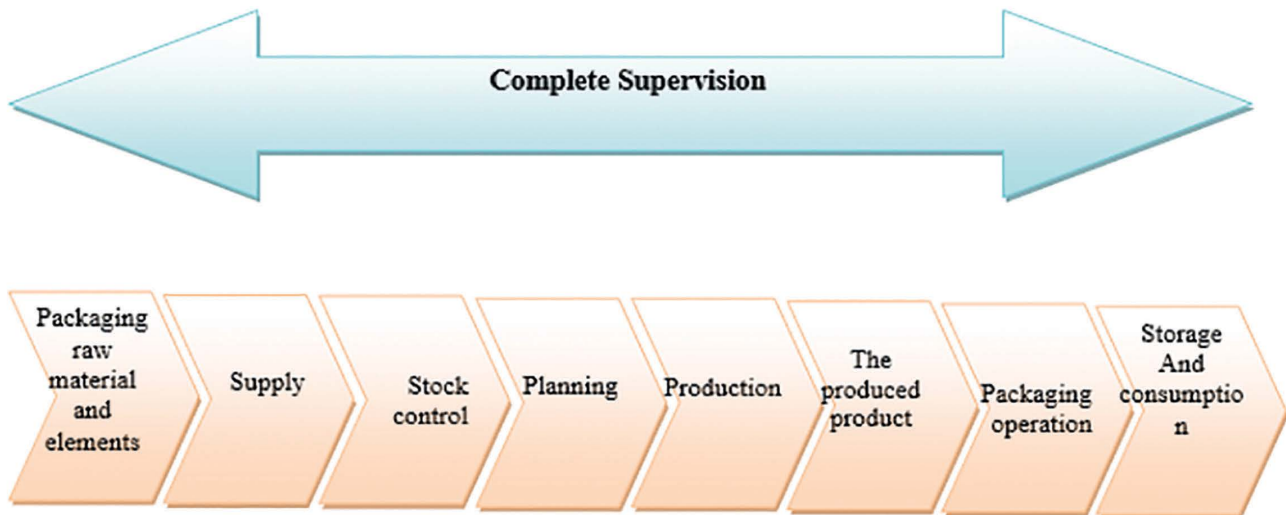 Complete Supervision
Packaging
raw
material
and
elements
Supply
Stock
control
Planning
Production
The
produced
product
Packaging
operation
Storage
And
consumptio
n